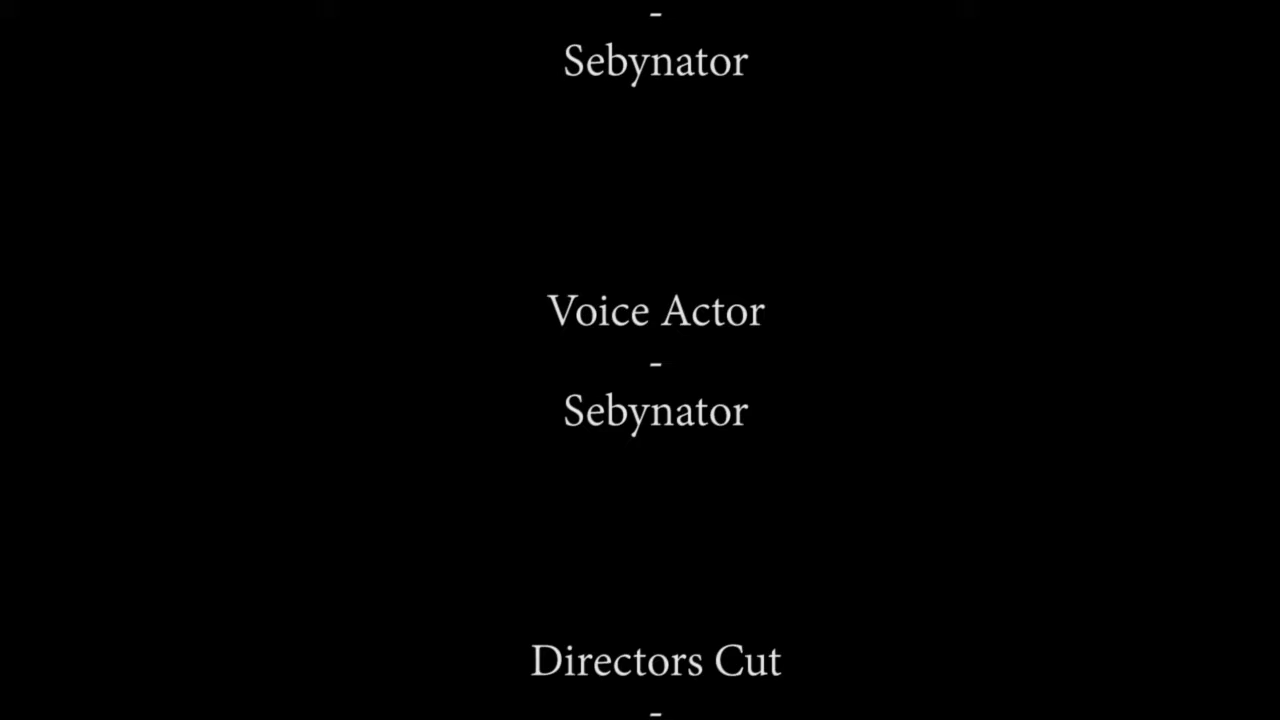 -
Sebynator
Voice Actor
-
Sebynator
Directors Cut
-